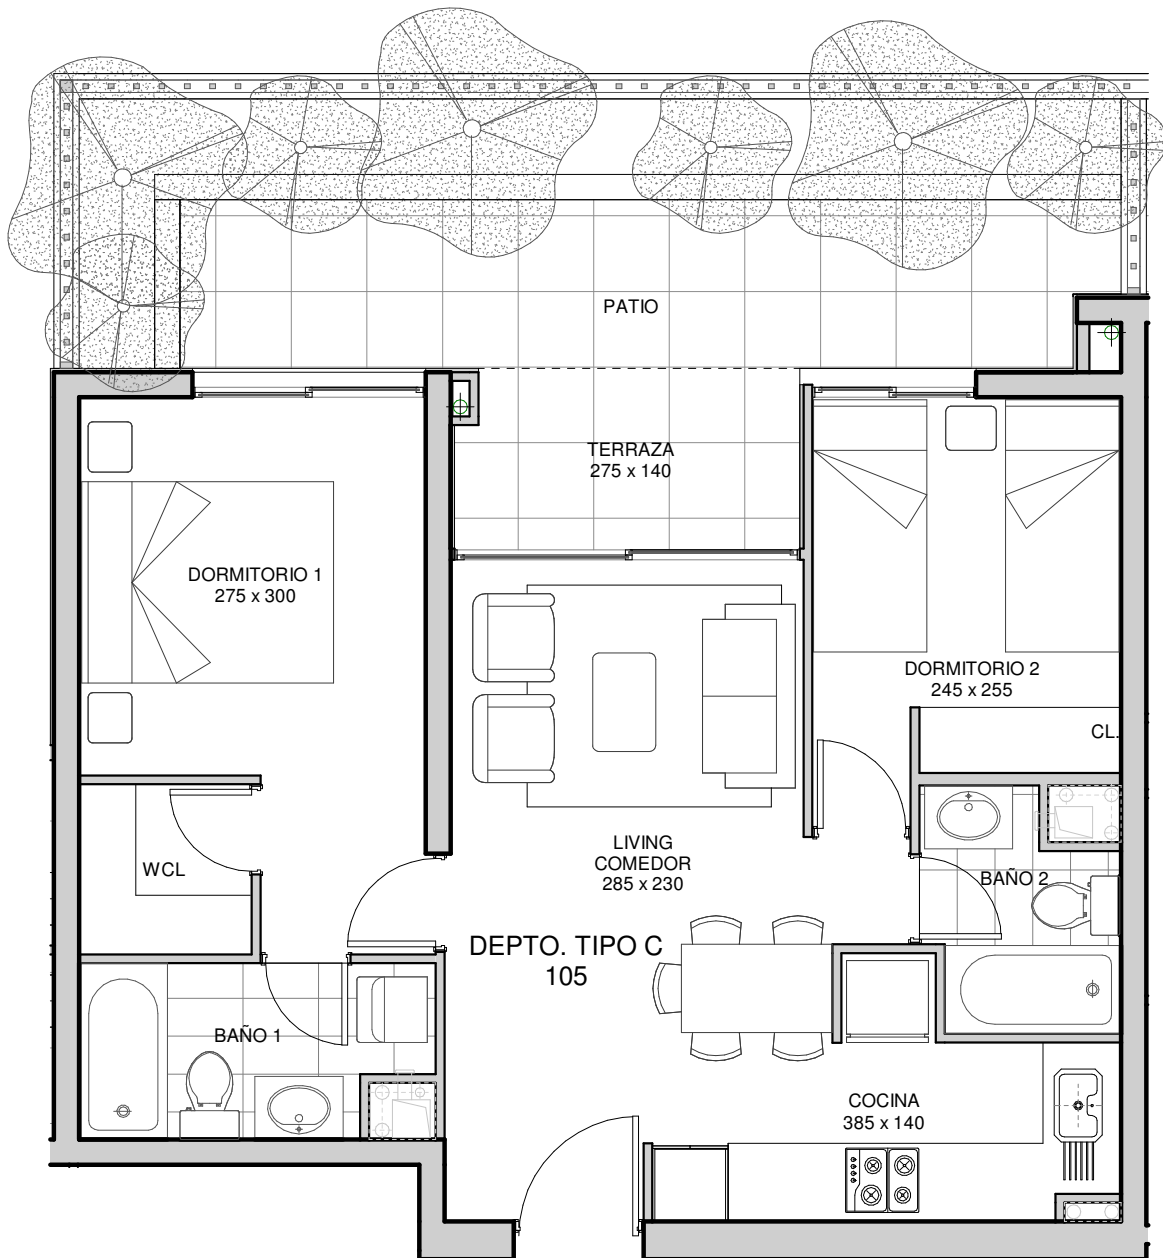 PATIO
TERRAZA
275 x 140
DORMITORIO 1
275 x 300
DORMITORIO 2
245 x 255
CL.
LIVING
COMEDOR
285 x 230
WCL
BAÑO 2
DEPTO. TIPO C
105
BAÑO 1
COCINA
385 x 140